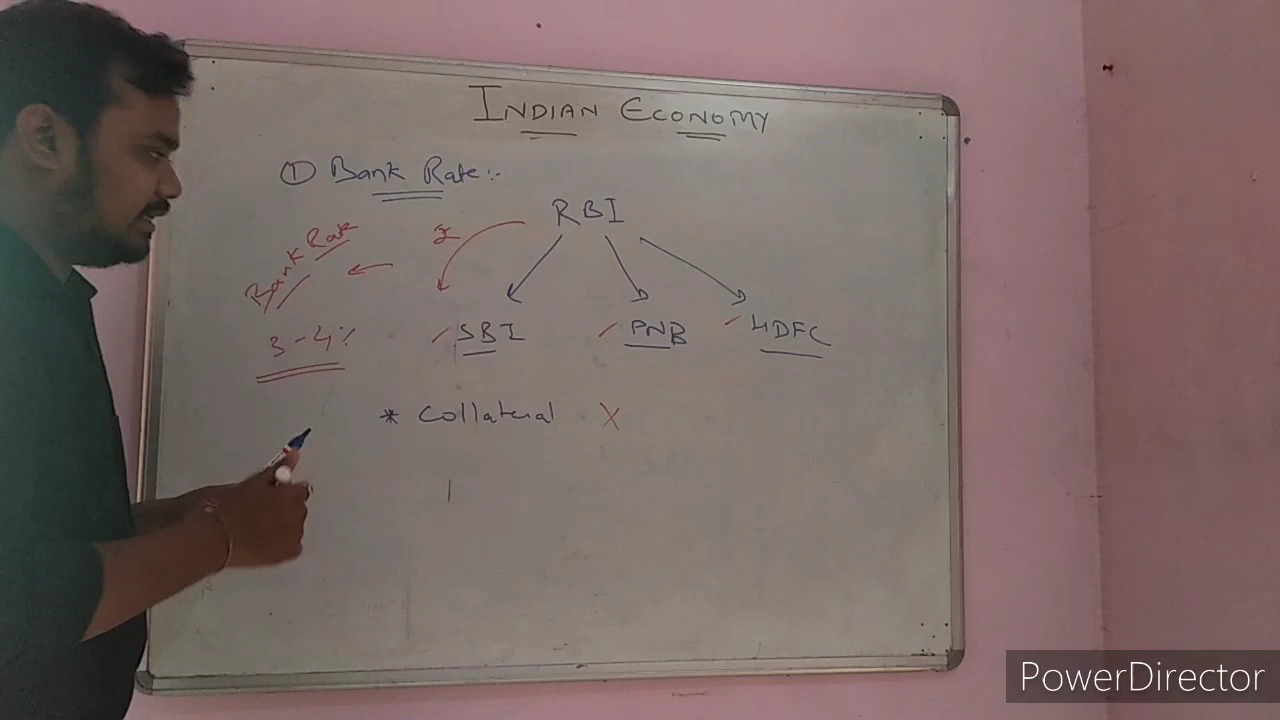 INDIAN ECONOMY
① Bank Rate:-
RBI
Bank Rate
3-4%
SBI PNB HDFC
* Collateral X
PowerDirector